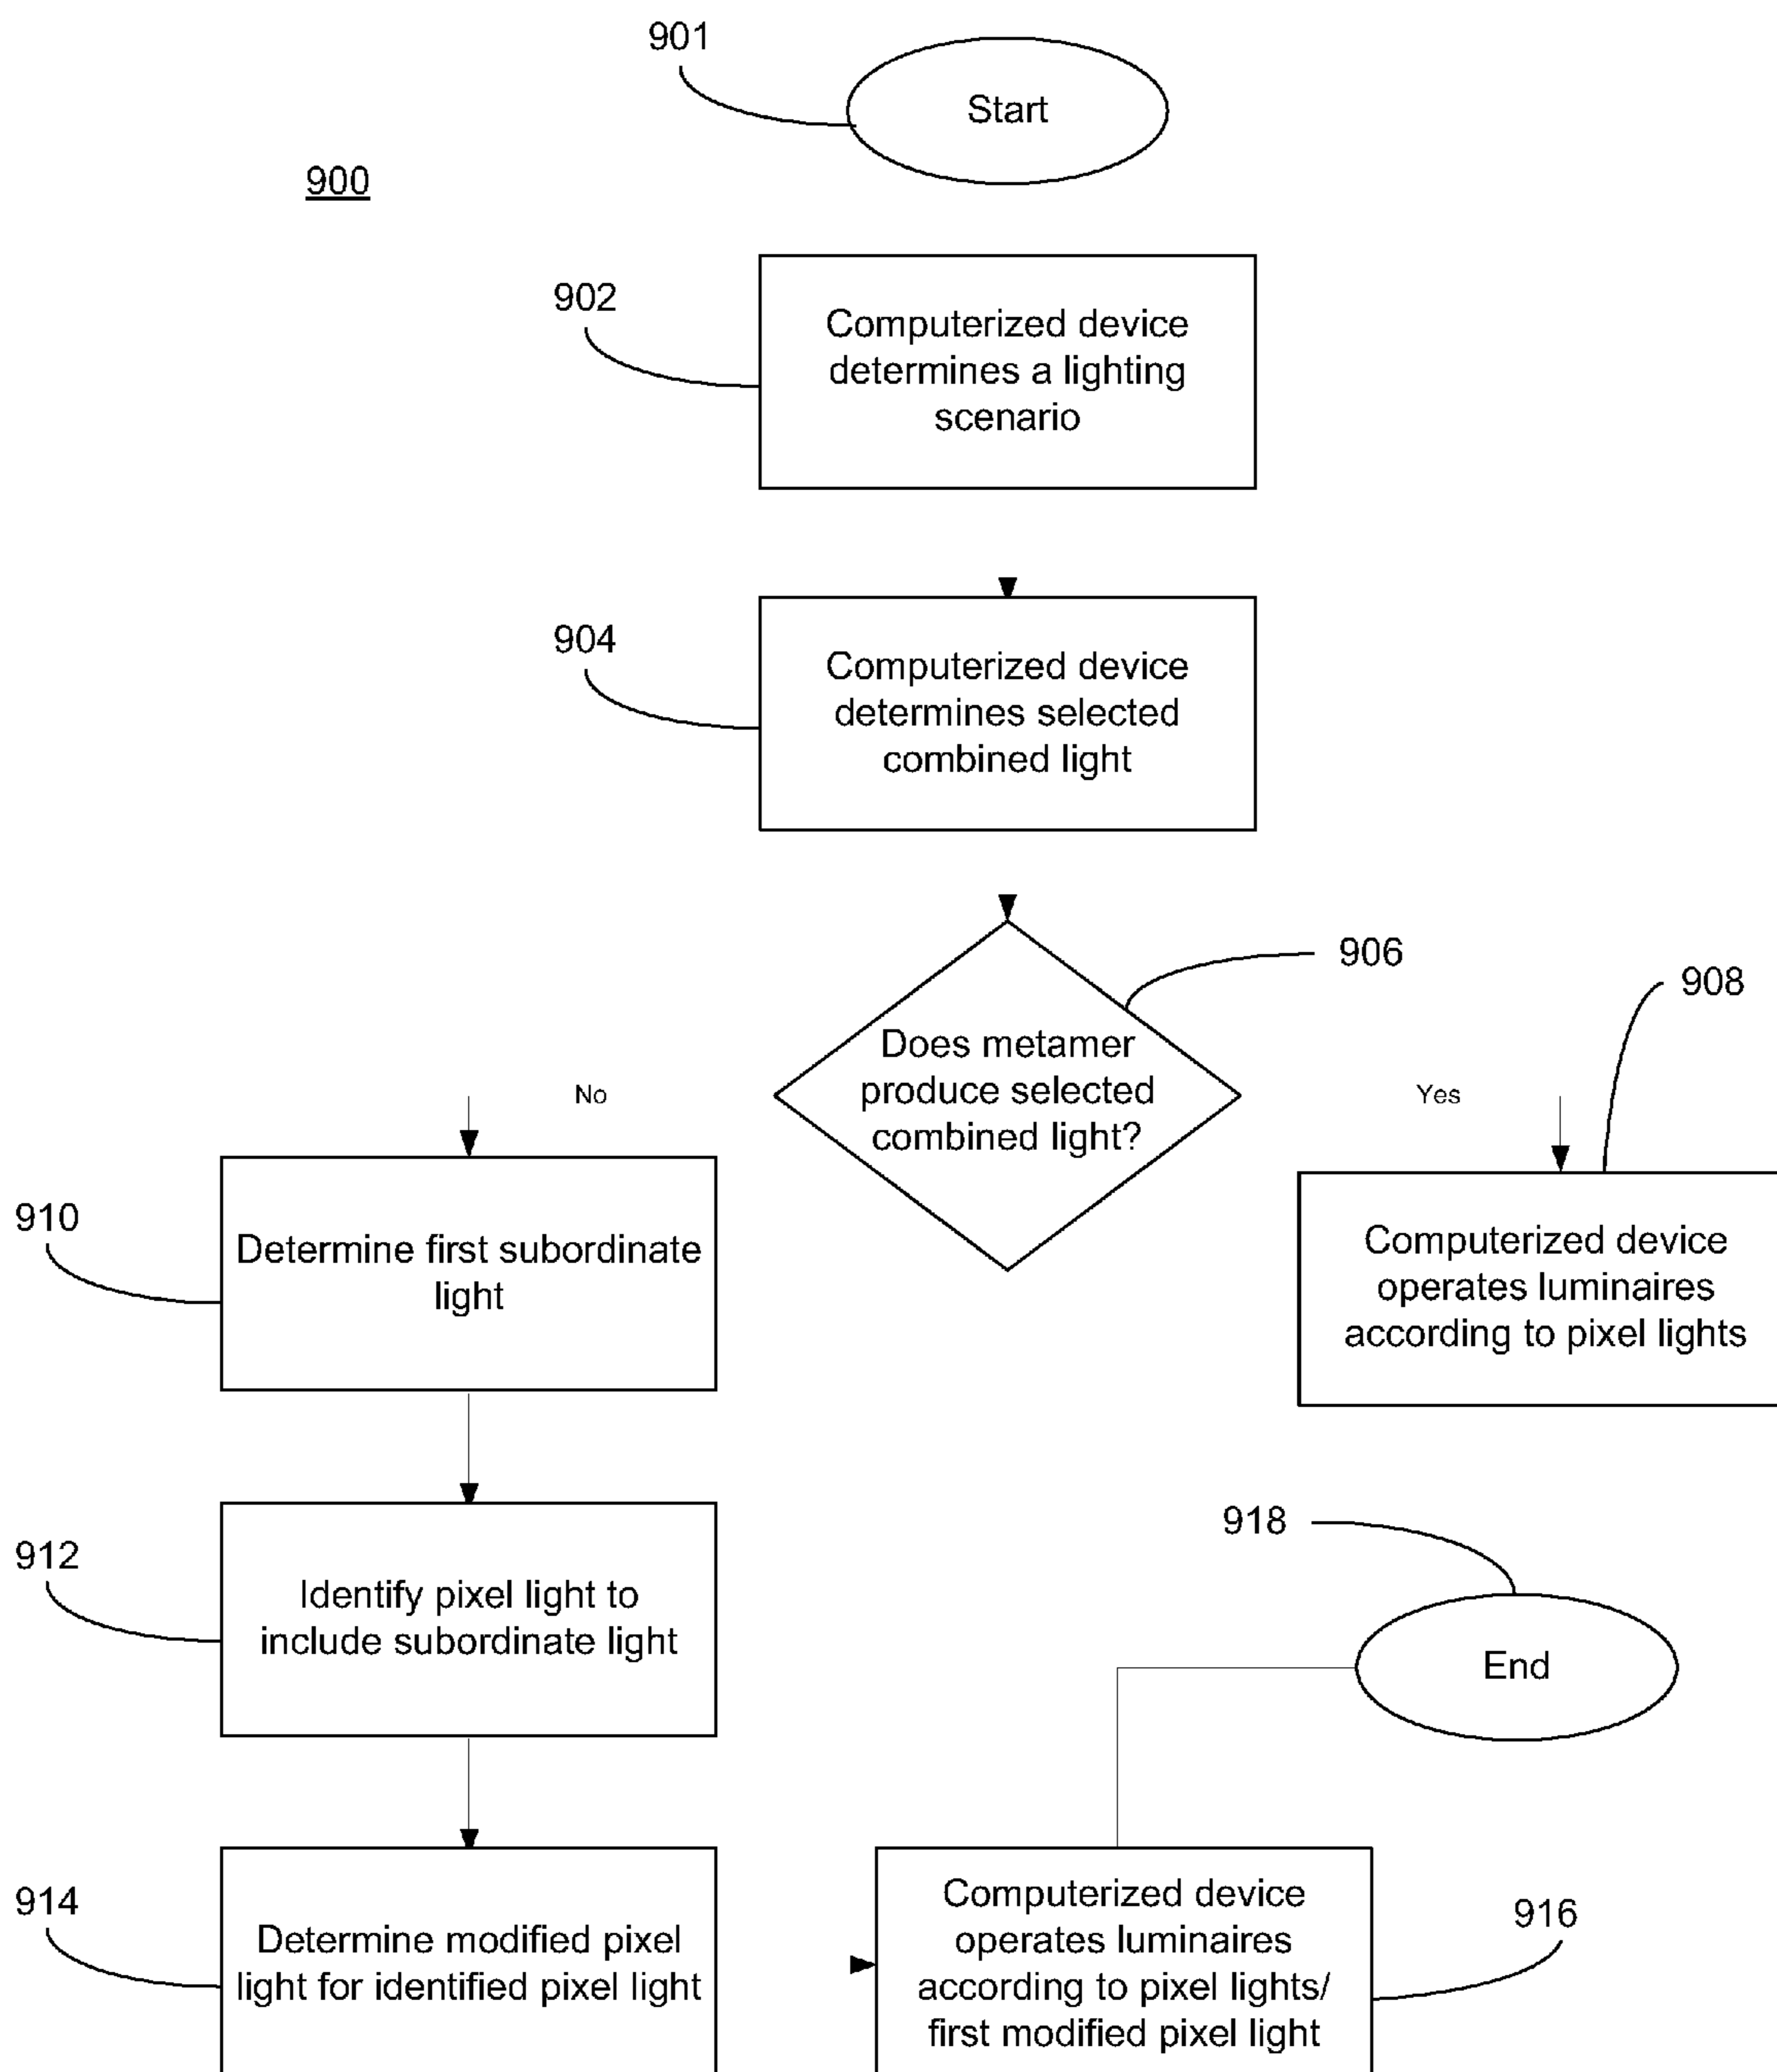 901
Start
900
902
Computerized device
determines a lighting
scenario
904
Computerized device
determines selected
combined light
906
908
Does metamer
produce selected
combined light?
No
Yes
910
Determine first subordinate
light
Computerized device
operates luminaires
according to pixel lights
912
Identify pixel light to
include subordinate light
918
End
914
Determine modified pixel
light for identified pixel light
Computerized device
operates luminaires
according to pixel lights/
first modified pixel light
916